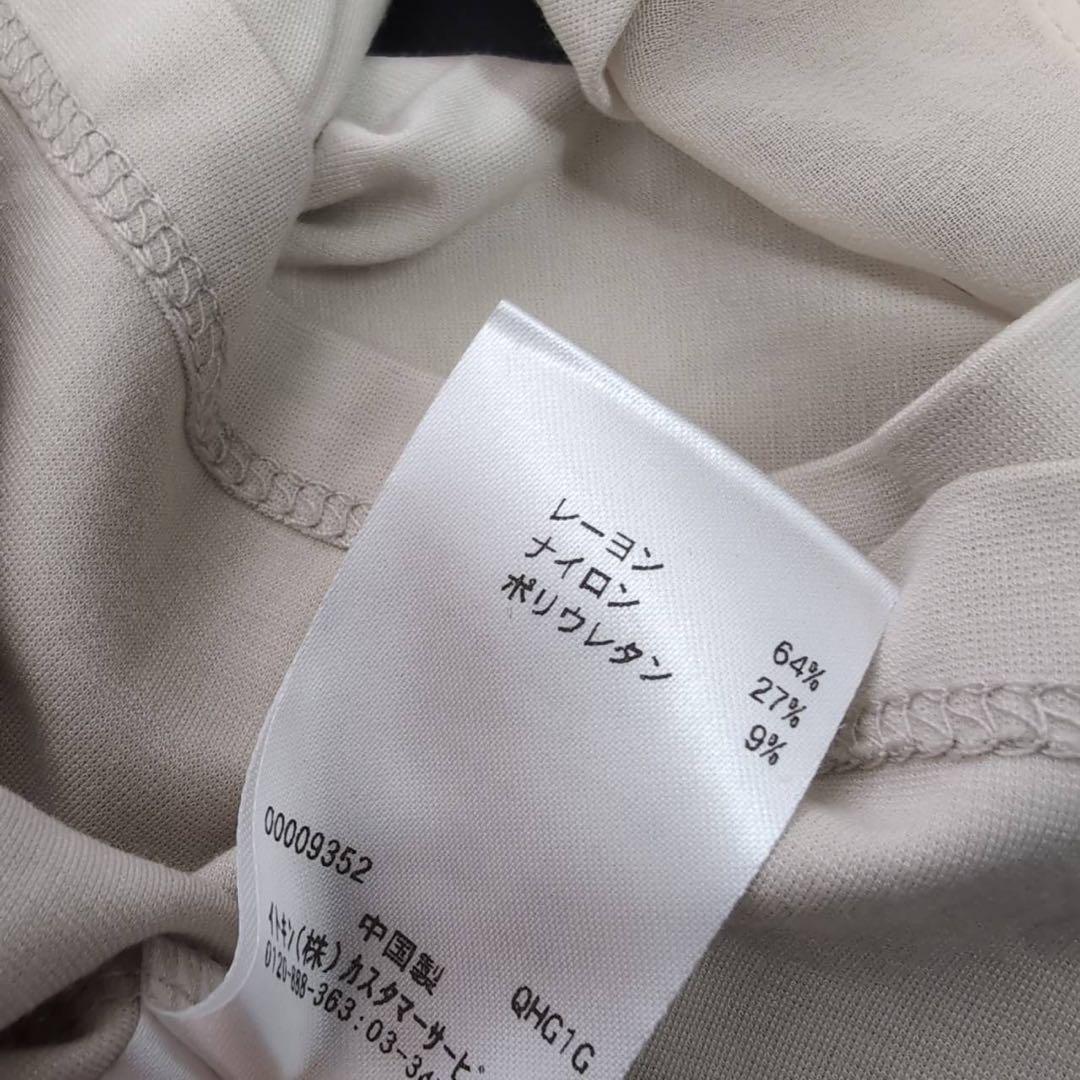 レーヨン 64%
ナイロン 27%
ポリウレタン 9%
00009352
中国製 QHG1G
イトキン(株)カスタマーサービ
0120-888-363:03-34